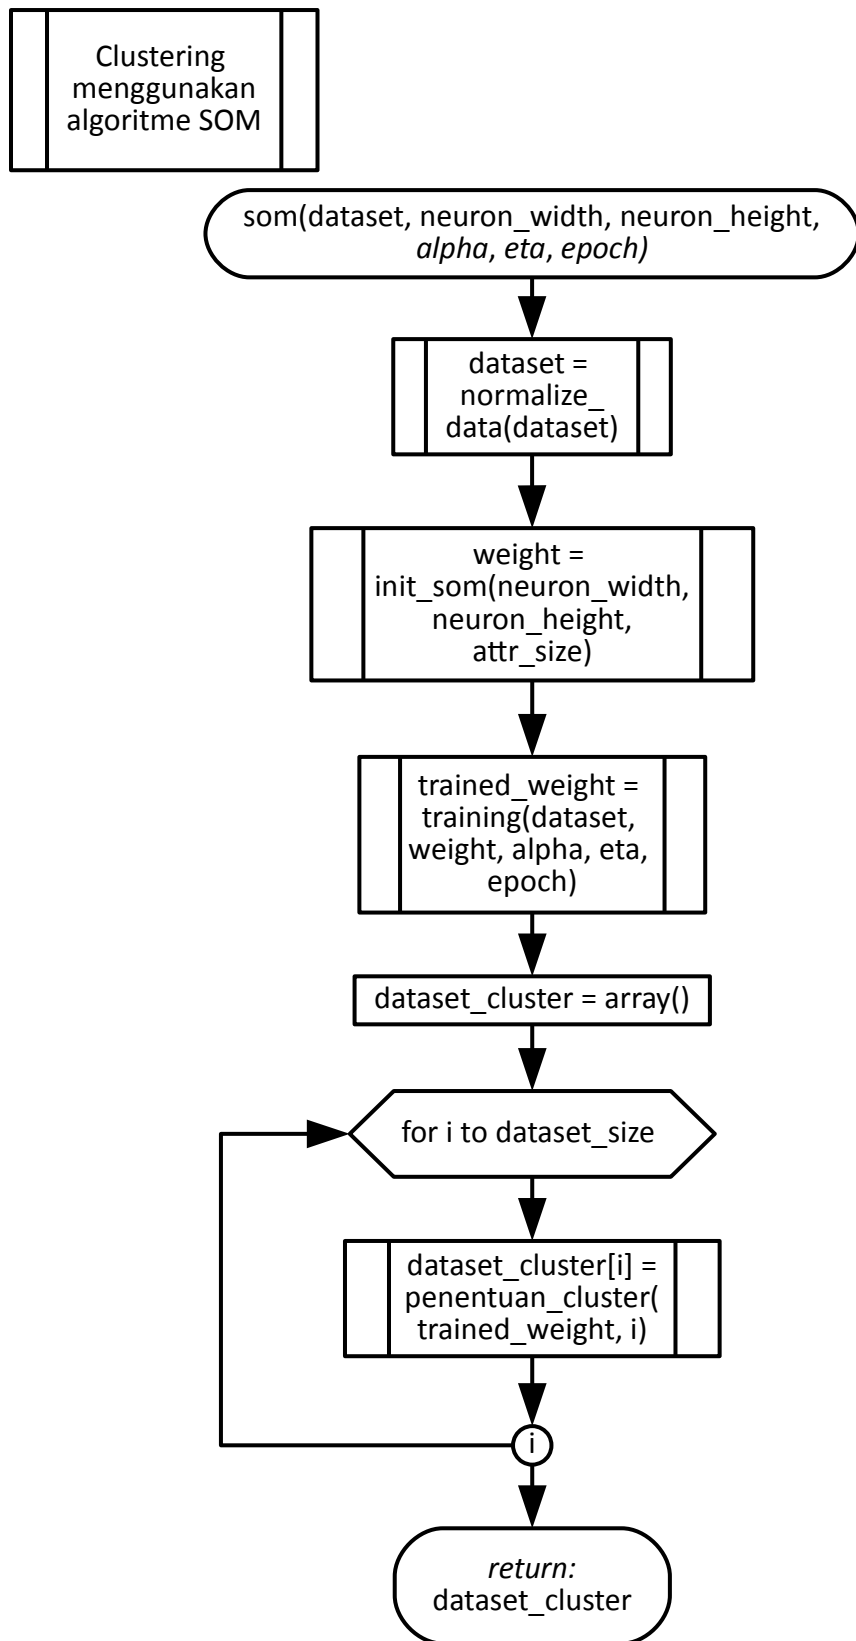 Clustering
menggunakan
algoritme SOM
som(dataset, neuron_width, neuron_height,
alpha, eta, epoch)
dataset =
normalize_
data(dataset)
weight =
init_som(neuron_width,
neuron_height,
attr_size)
trained_weight =
training(dataset,
weight, alpha, eta,
epoch)
dataset_cluster = array()
for i to dataset_size
dataset_cluster[i] =
penentuan_cluster(
trained_weight, i)
i
return:
dataset_cluster